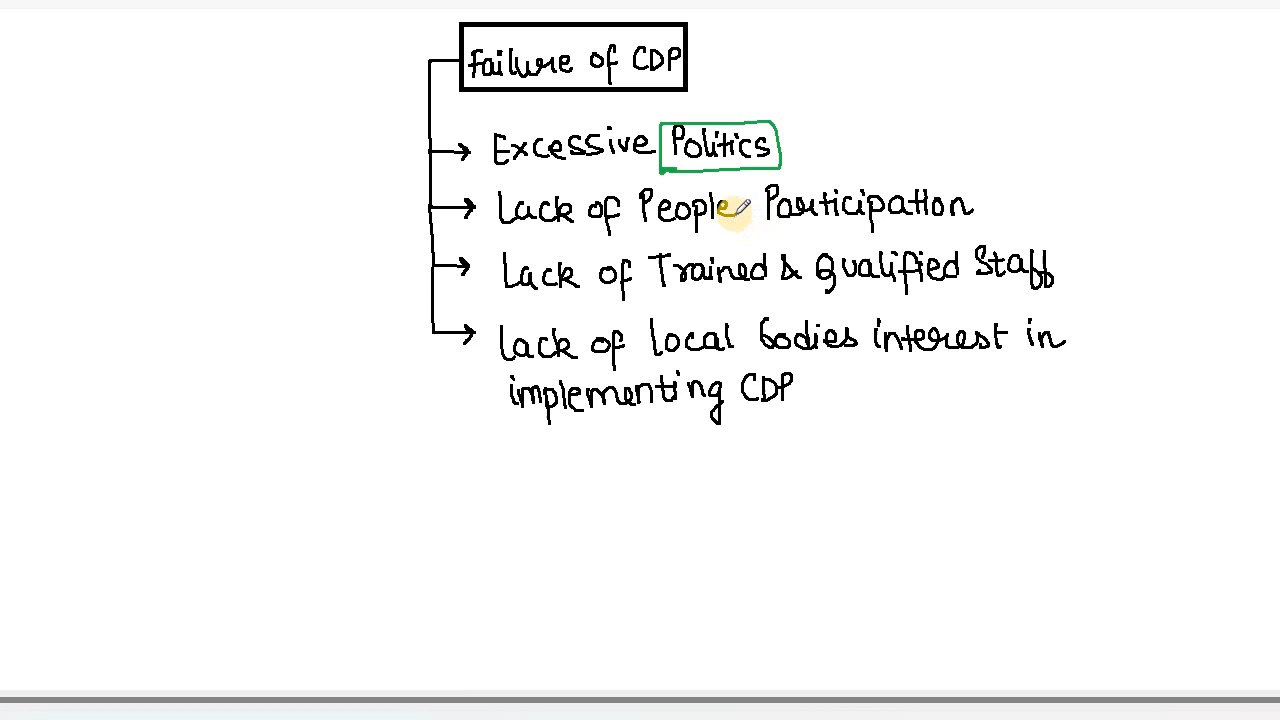 Failure of CDP
Excessive Politics
Lack of People Participation
Lack of Trained & Qualified Staff
lack of local bodies interest in
implementing CDP